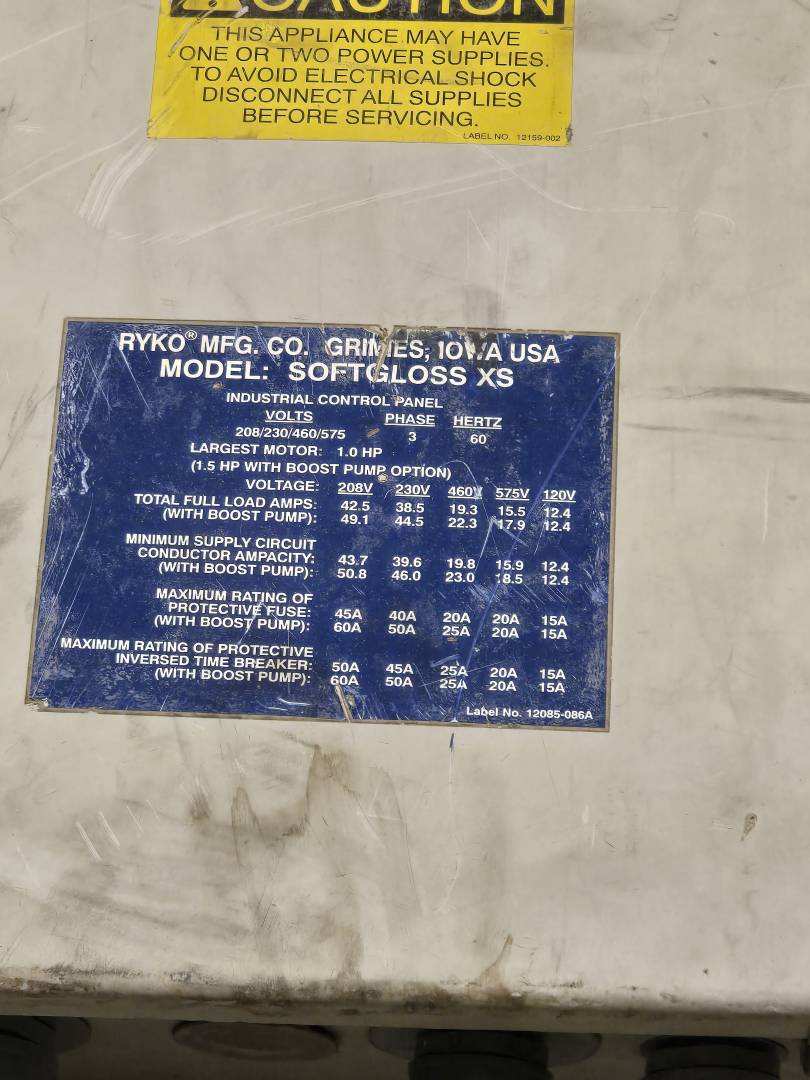 CAUTION
THIS APPLIANCE MAY HAVE
ONE OR TWO POWER SUPPLIES.
TO AVOID ELECTRICAL SHOCK
DISCONNECT ALL SUPPLIES
BEFORE SERVICING.
LABEL NO. 12159-002
RYKO® MFG. CO. GRIMES, IOWA USA
MODEL: SOFTGLOSS XS
INDUSTRIAL CONTROL PANEL
VOLTS PHASE HERTZ
208/230/460/575 3 60
LARGEST MOTOR: 1.0 HP
(1.5 HP WITH BOOST PUMP OPTION)
VOLTAGE: 208V 230V 460V 575V 120V
TOTAL FULL LOAD AMPS: 42.5 38.5 19.3 15.5 12.4
(WITH BOOST PUMP): 49.1 44.5 22.3 17.9 12.4
MINIMUM SUPPLY CIRCUIT
CONDUCTOR AMPACITY: 43.7 39.6 19.8 15.9 12.4
(WITH BOOST PUMP): 50.8 46.0 23.0 18.5 12.4
MAXIMUM RATING OF
PROTECTIVE FUSE: 45A 40A 20A 20A 15A
(WITH BOOST PUMP): 60A 50A 25A 20A 15A
MAXIMUM RATING OF PROTECTIVE
INVERSED TIME BREAKER: 50A 45A 25A 20A 15A
(WITH BOOST PUMP): 60A 50A 25A 20A 15A
Label No. 12085-086A